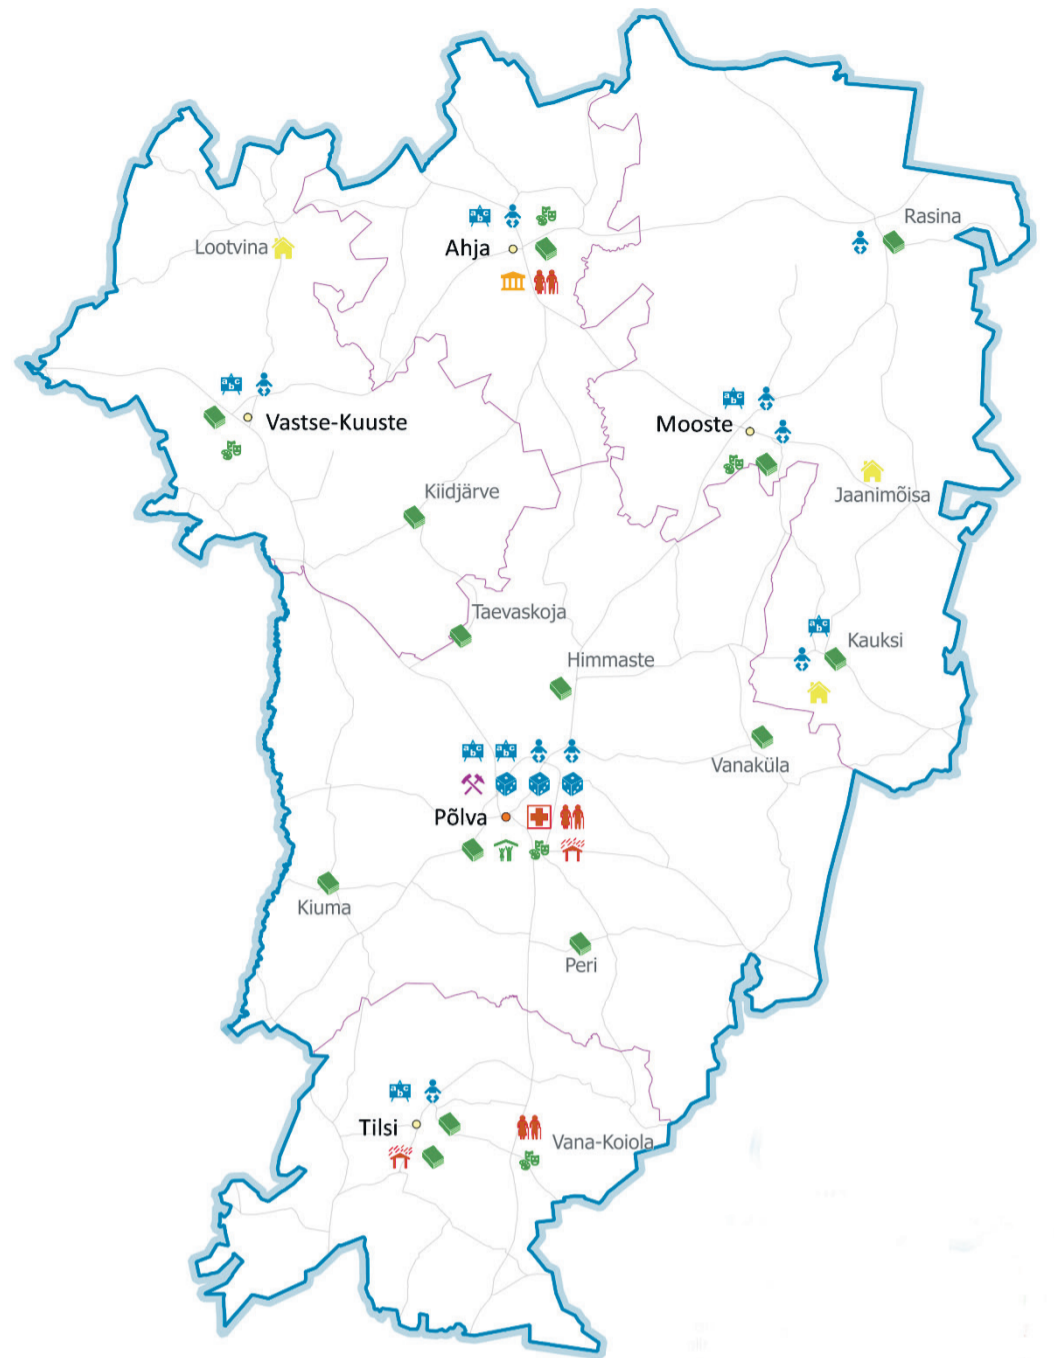 Rasina
Lootvina
Ahja
Vastse-Kuuste
Mooste
Kiidjärve
Jaanimõisa
Taevaskoja
Kauksi
Himmaste
Vanaküla
Põlva
Kiuma
Peri
Tilsi
Vana-Koiola